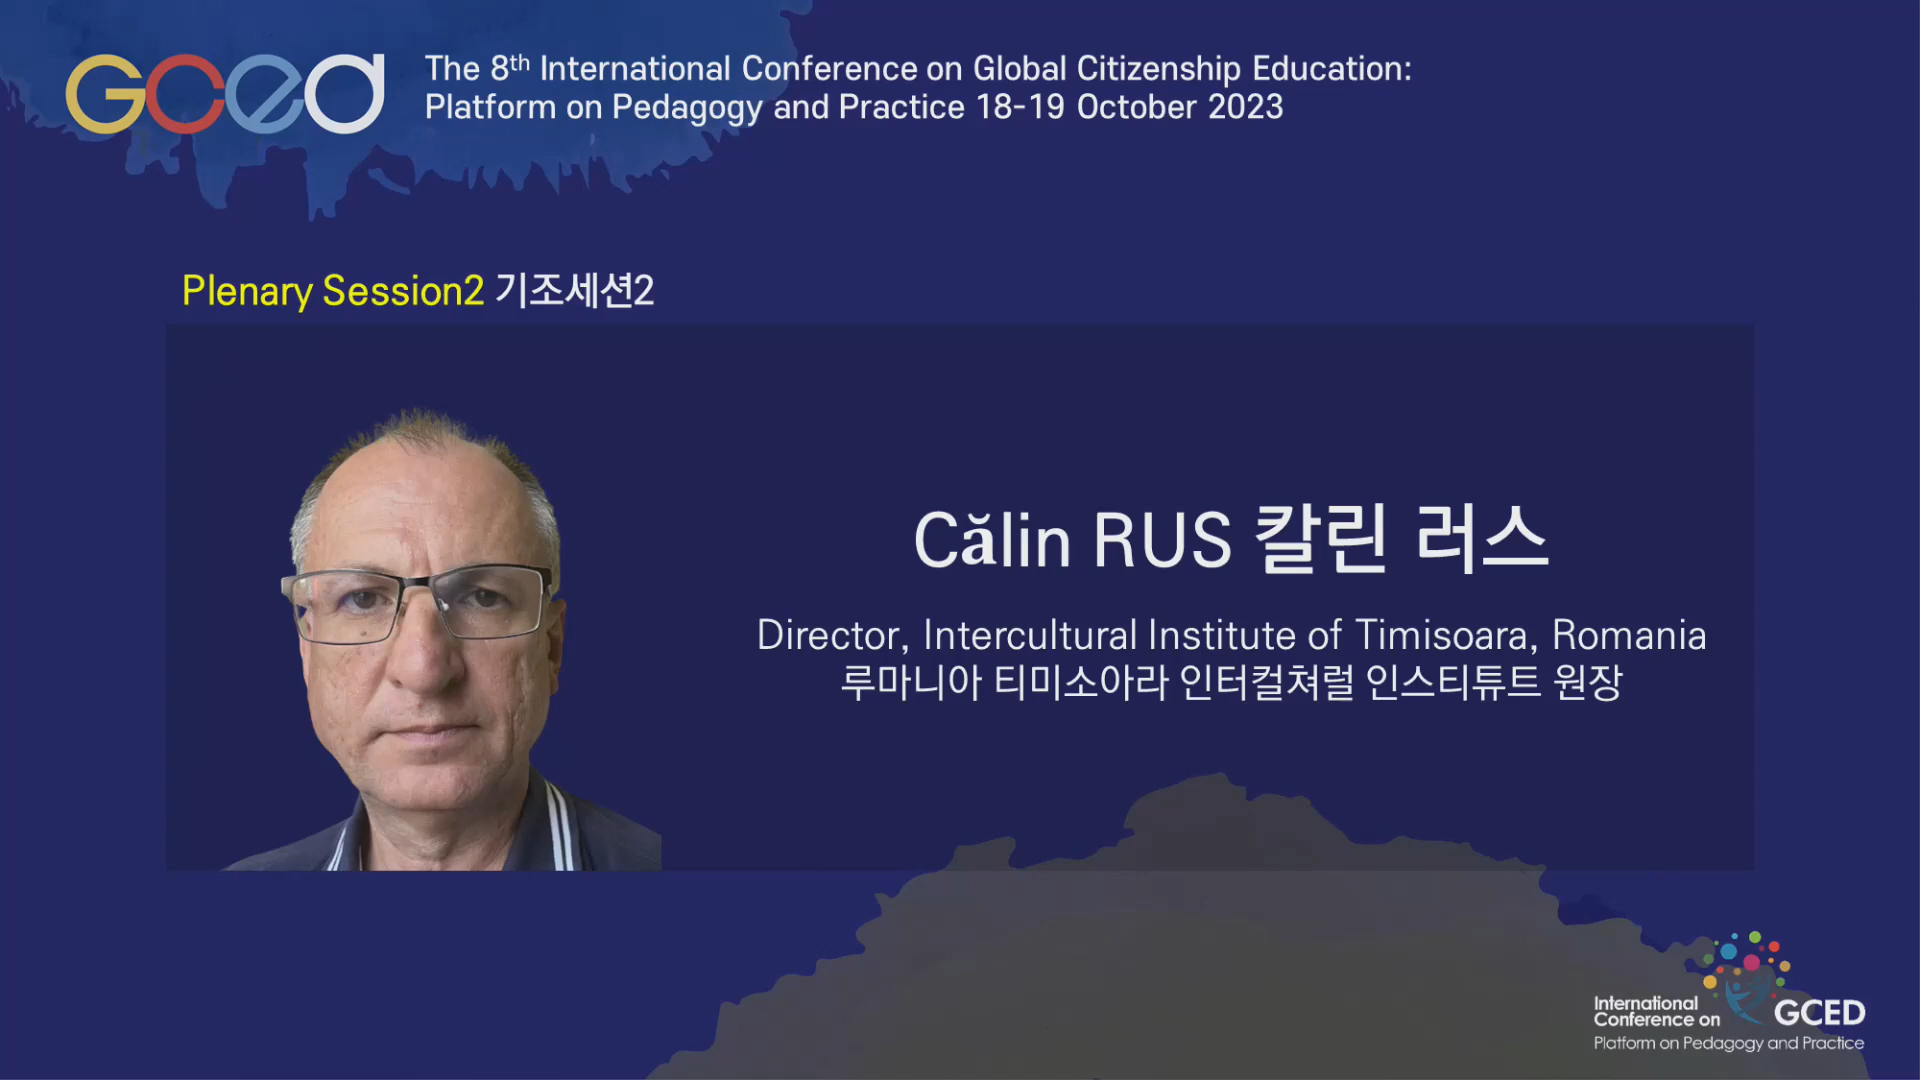 GCED
The 8th International Conference on Global Citizenship Education:
Platform on Pedagogy and Practice 18-19 October 2023
Plenary Session2 기조세션2
Călin RUS 칼린 러스
Director, Intercultural Institute of Timisoara, Romania
루마니아 티미소아라 인터컬쳐럴 인스티튜트 원장
International
Conference on GCED
Platform on Pedagogy and Practice